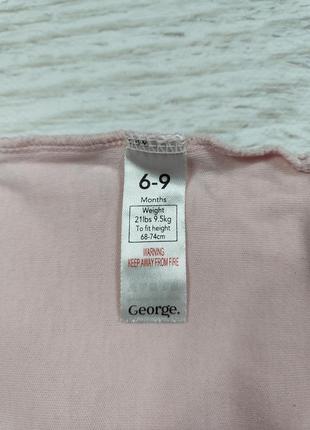 6-9
Months
Weight
21lbs 9.5kg
To fit height
68-74cm
WARNING
KEEP AWAY FROM FIRE
George.